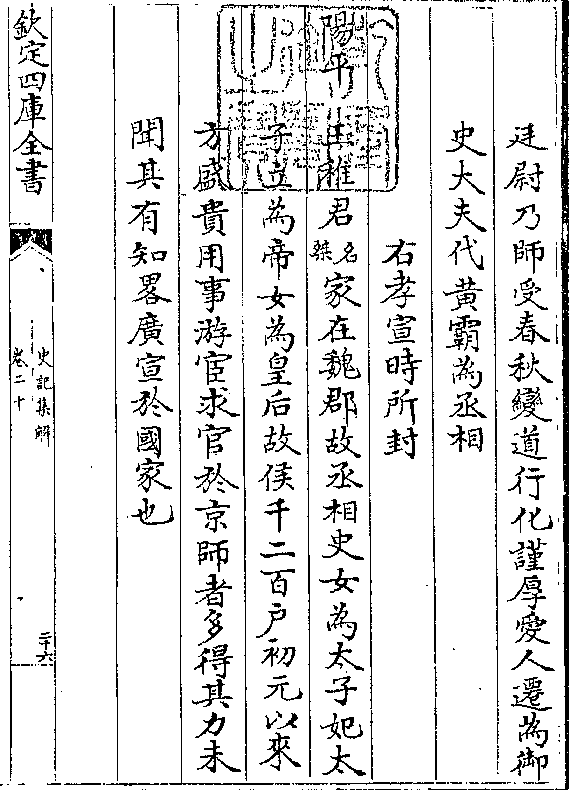 廷尉乃師受春秋變道行化謹厚愛人遷為御
史大夫代黃霸為丞相
右孝宣時所封
陽平 王稚君名桀家在魏郡故丞相史女為太子妃太
子立為帝女為皇后故侯千二百户初元以來
方盛貴用事游宦求官於京師者多得其力未
聞其有知畧廣宣於國家也
欽定四庫全書
史記集解
卷二十
二十六